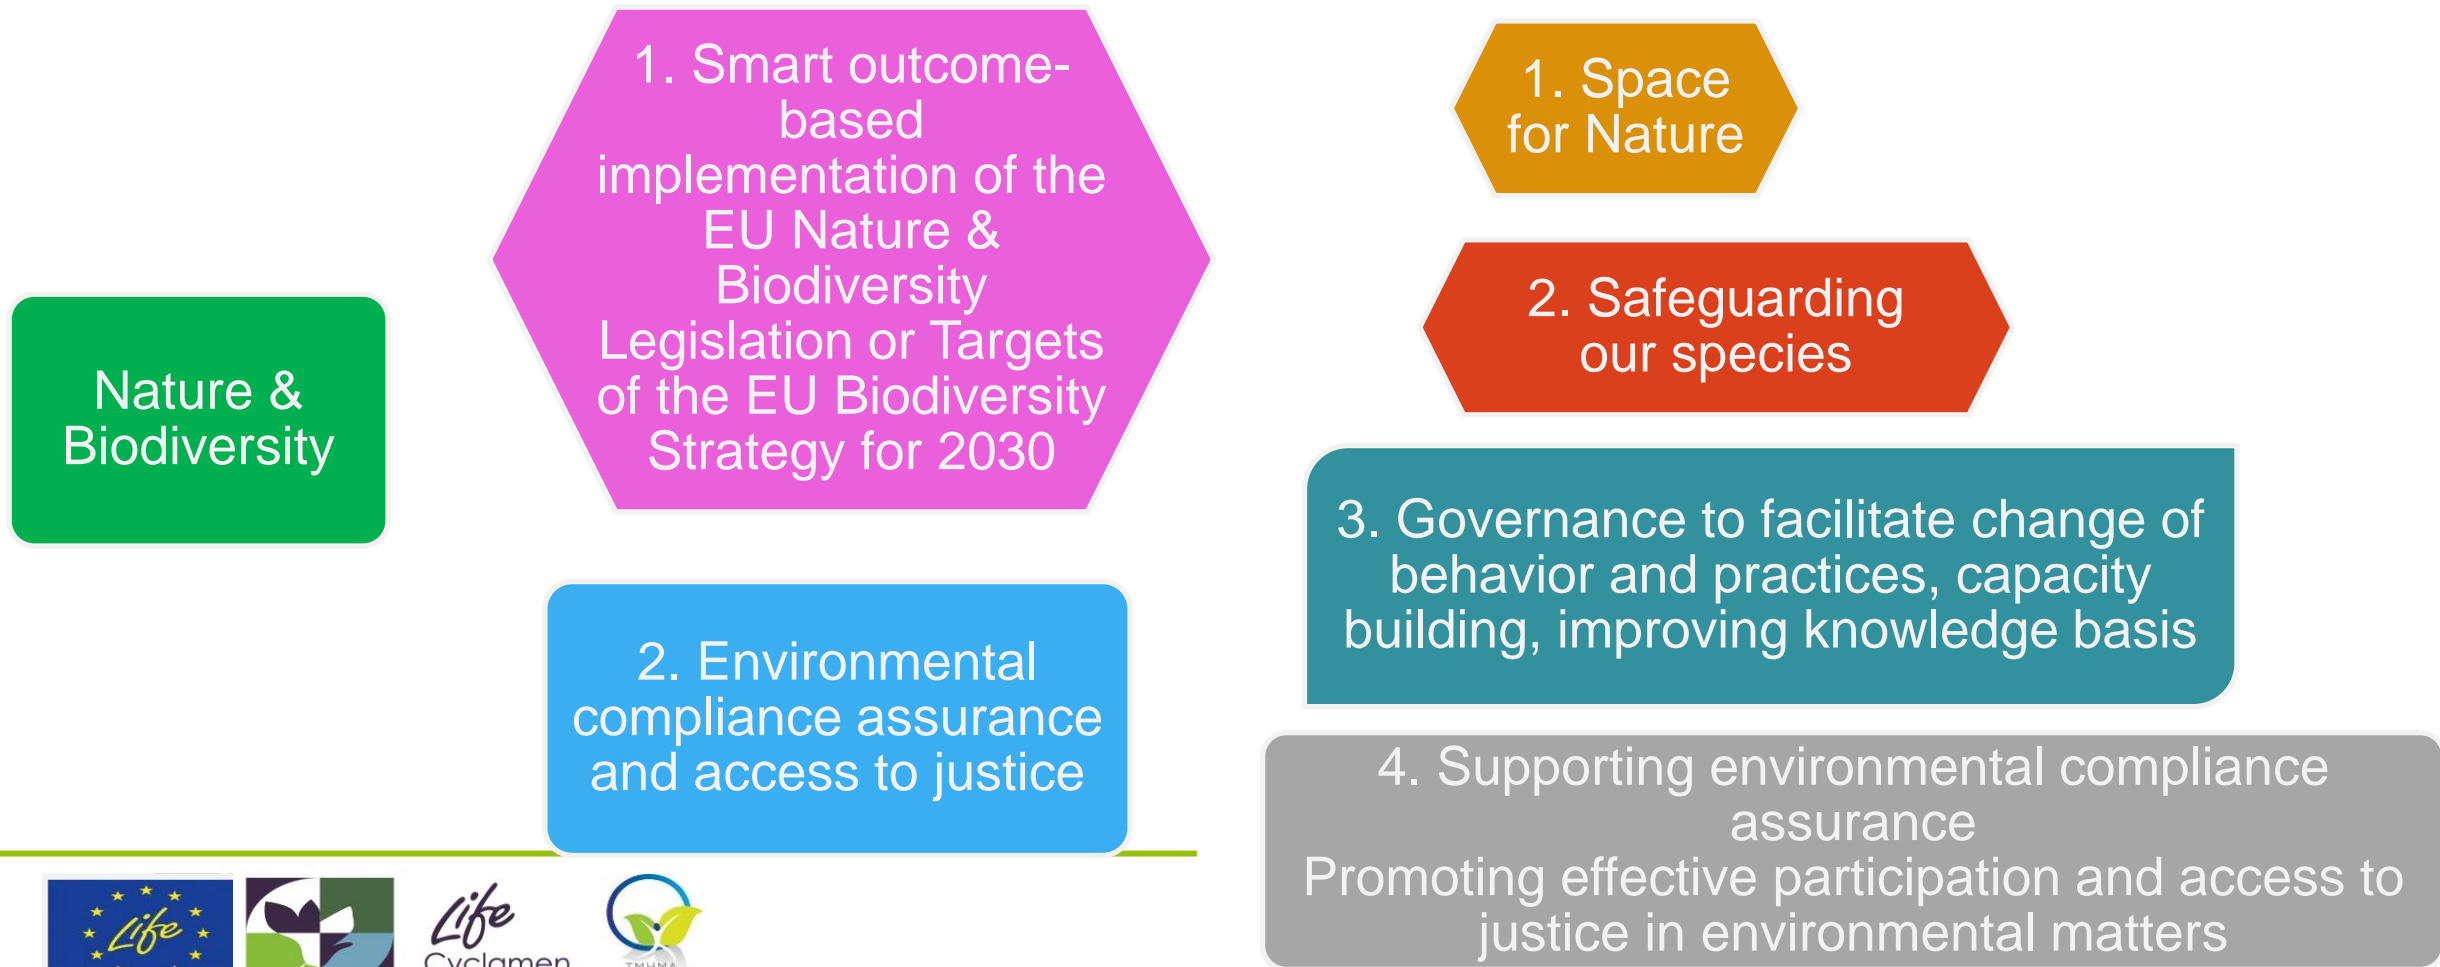 Nature &
Biodiversity
1. Smart outcome-
based
implementation of the
EU Nature &
Biodiversity
Legislation or Targets
of the EU Biodiversity
Strategy for 2030
2. Environmental
compliance assurance
and access to justice
1. Space
for Nature
2. Safeguarding
our species
3. Governance to facilitate change of
behavior and practices, capacity
building, improving knowledge basis
4. Supporting environmental compliance
assurance
Promoting effective participation and access to
justice in environmental matters
Life
Life
Cyclamen